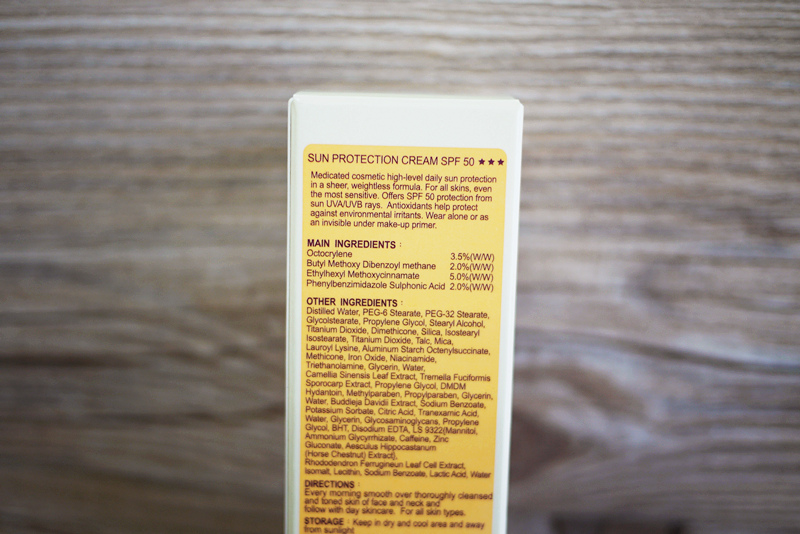 SUN PROTECTION CREAM SPF 50 ★★★
Medicated cosmetic high-level daily sun protection
in a sheer, weightless formula. For all skins, even
the most sensitive. Offers SPF 50 protection from
sun UVA/UVB rays. Antioxidants help protect
against environmental irritants. Wear alone or as
an invisible under make-up primer.
MAIN INGREDIENTS :
Octocrylene 3.5%(W/W)
Butyl Methoxy Dibenzoyl methane 2.0%(W/W)
Ethylhexyl Methoxycinnamate 5.0%(W/W)
Phenylbenzimidazole Sulphonic Acid 2.0%(W/W)
OTHER INGREDIENTS :
Distilled Water, PEG-6 Stearate, PEG-32 Stearate,
Glycolstearate, Propylene Glycol, Stearyl Alcohol,
Titanium Dioxide, Dimethicone, Silica, Isostearyl
Isostearate, Titanium Dioxide, Talc, Mica,
Lauroyl Lysine, Aluminum Starch Octenylsuccinate,
Methicone, Iron Oxide, Niacinamide,
Triethanolamine, Glycerin, Water,
Camellia Sinensis Leaf Extract, Tremella Fuciformis
Sporocarp Extract, Propylene Glycol, DMDM
Hydantoin, Methylparaben, Propylparaben, Glycerin,
Water, Buddleja Davidii Extract, Sodium Benzoate,
Potassium Sorbate, Citric Acid, Tranexamic Acid,
Water, Glycerin, Glycosaminoglycans, Propylene
Glycol, BHT, Disodium EDTA, LS 9322(Mannitol,
Ammonium Glycyrrhizate, Caffeine, Zinc
Gluconate, Aesculus Hippocastanum
(Horse Chestnut) Extract),
Rhododendron Ferrugineun Leaf Cell Extract,
Isomalt, Lecithin, Sodium Benzoate, Lactic Acid, Water
DIRECTIONS :
Every morning smooth over thoroughly cleansed
and toned skin of face and neck and
follow with day skincare. For all skin types.
STORAGE : Keep in dry and cool area and away
from sunlight